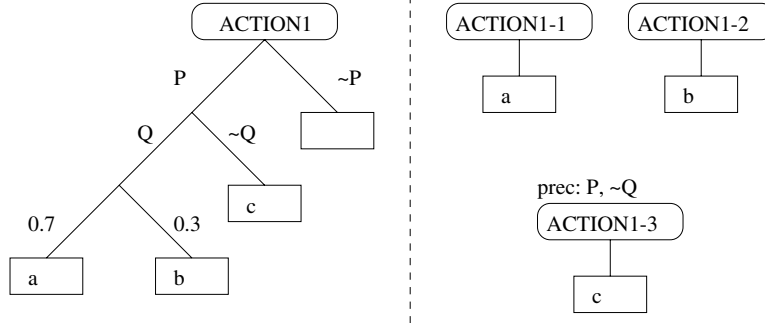 ACTION1
P
~P
Q
~Q
c
0.7
0.3
a
b
ACTION1-1
a
ACTION1-2
b
prec: P, ~Q
ACTION1-3
c